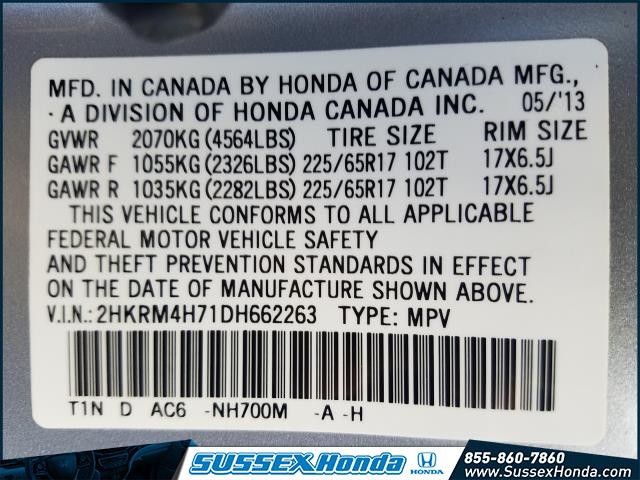 MFD. IN CANADA BY HONDA OF CANADA MFG.,
· A DIVISION OF HONDA CANADA INC. 05/'13
GVWR 2070KG (4564LBS) TIRE SIZE RIM SIZE
GAWR F 1055KG (2326LBS) 225/65R17 102T 17X6.5J
GAWR R 1035KG (2282LBS) 225/65R17 102T 17X6.5J
THIS VEHICLE CONFORMS TO ALL APPLICABLE
FEDERAL MOTOR VEHICLE SAFETY
AND THEFT PREVENTION STANDARDS IN EFFECT
ON THE DATE OF MANUFACTURE SHOWN ABOVE.
V.I.N.: 2HKRM4H71DH662263 TYPE: MPV
T1N D AC6 -NH700M -A -H
SUSSEX Honda HONDA 855-860-7860
www.SussexHonda.com